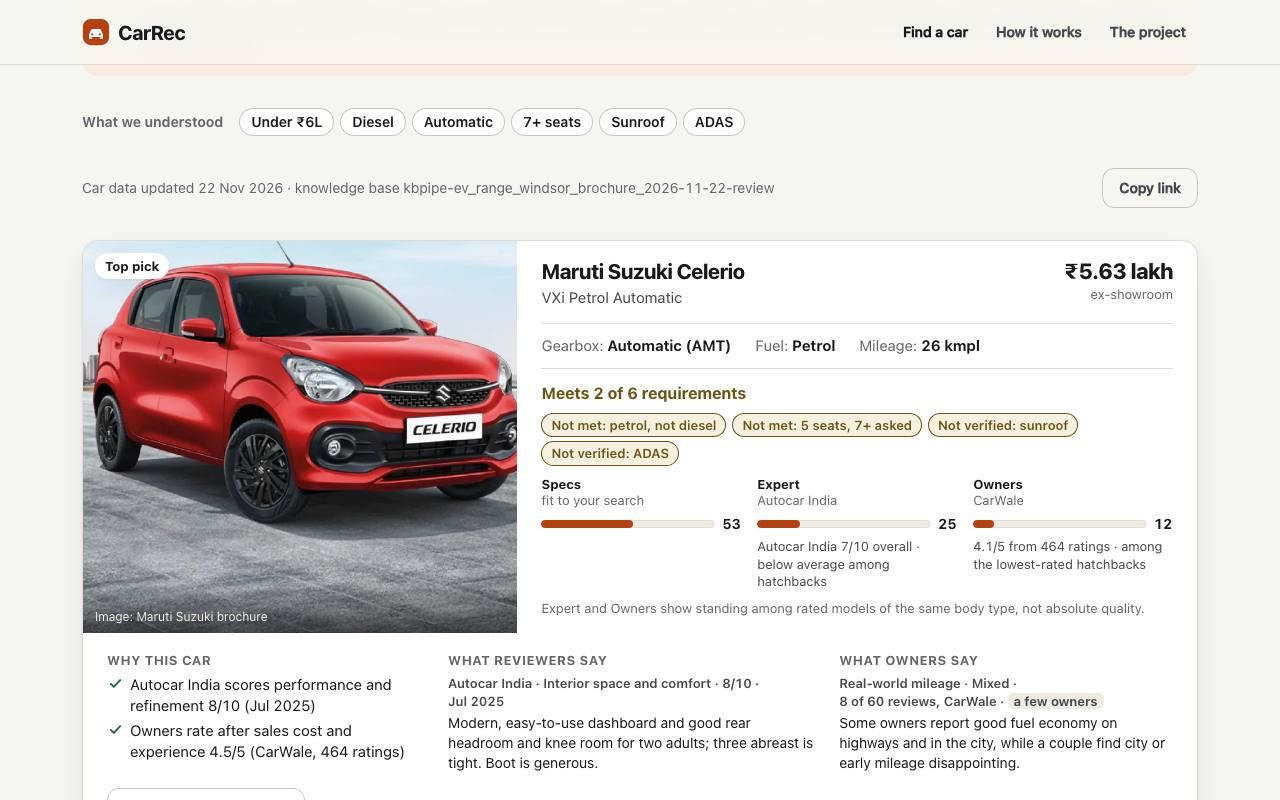 CarRec
Find a car
How it works
The project
What we understood
Under ₹6L
Diesel
Automatic
7+ seats
Sunroof
ADAS
Car data updated 22 Nov 2026 · knowledge base kbpipe-ev_range_windsor_brochure_2026-11-22-review
Copy link
Top pick
CELERIO
Image: Maruti Suzuki brochure
Maruti Suzuki Celerio
₹5.63 lakh
VXi Petrol Automatic
ex-showroom
Gearbox: Automatic (AMT)
Fuel: Petrol
Mileage: 26 kmpl
Meets 2 of 6 requirements
Not met: petrol, not diesel
Not met: 5 seats, 7+ asked
Not verified: sunroof
Not verified: ADAS
Specs
fit to your search
53
Expert
Autocar India
25
Autocar India 7/10 overall ·
below average among
hatchbacks
Owners
CarWale
12
4.1/5 from 464 ratings · among
the lowest-rated hatchbacks
Expert and Owners show standing among rated models of the same body type, not absolute quality.
WHY THIS CAR
Autocar India scores performance and
refinement 8/10 (Jul 2025)
Owners rate after sales cost and
experience 4.5/5 (CarWale, 464 ratings)
WHAT REVIEWERS SAY
Autocar India · Interior space and comfort · 8/10 ·
Jul 2025
Modern, easy-to-use dashboard and good rear
headroom and knee room for two adults; three abreast is
tight. Boot is generous.
WHAT OWNERS SAY
Real-world mileage · Mixed ·
8 of 60 reviews, CarWale · a few owners
Some owners report good fuel economy on
highways and in the city, while a couple find city or
early mileage disappointing.